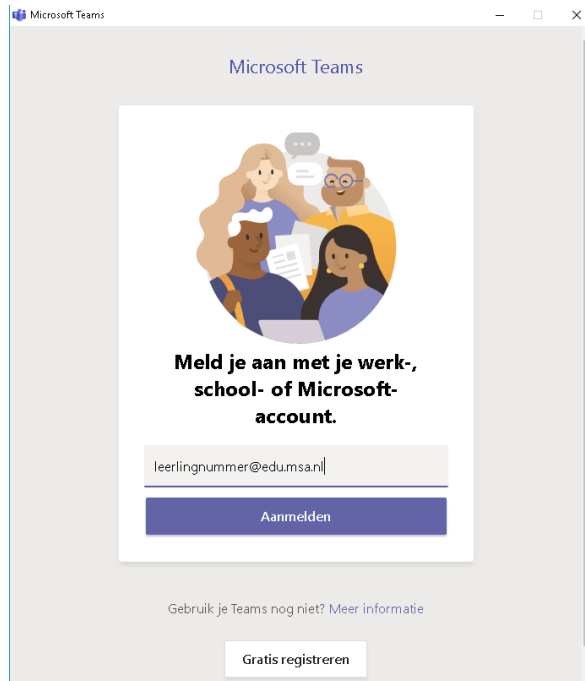 Microsoft Teams
Microsoft Teams
Meld je aan met je werk-,
school- of Microsoft-
account.
leerlingnummer@edu.msa.nl
Aanmelden
Gebruik je Teams nog niet? Meer informatie
Gratis registreren